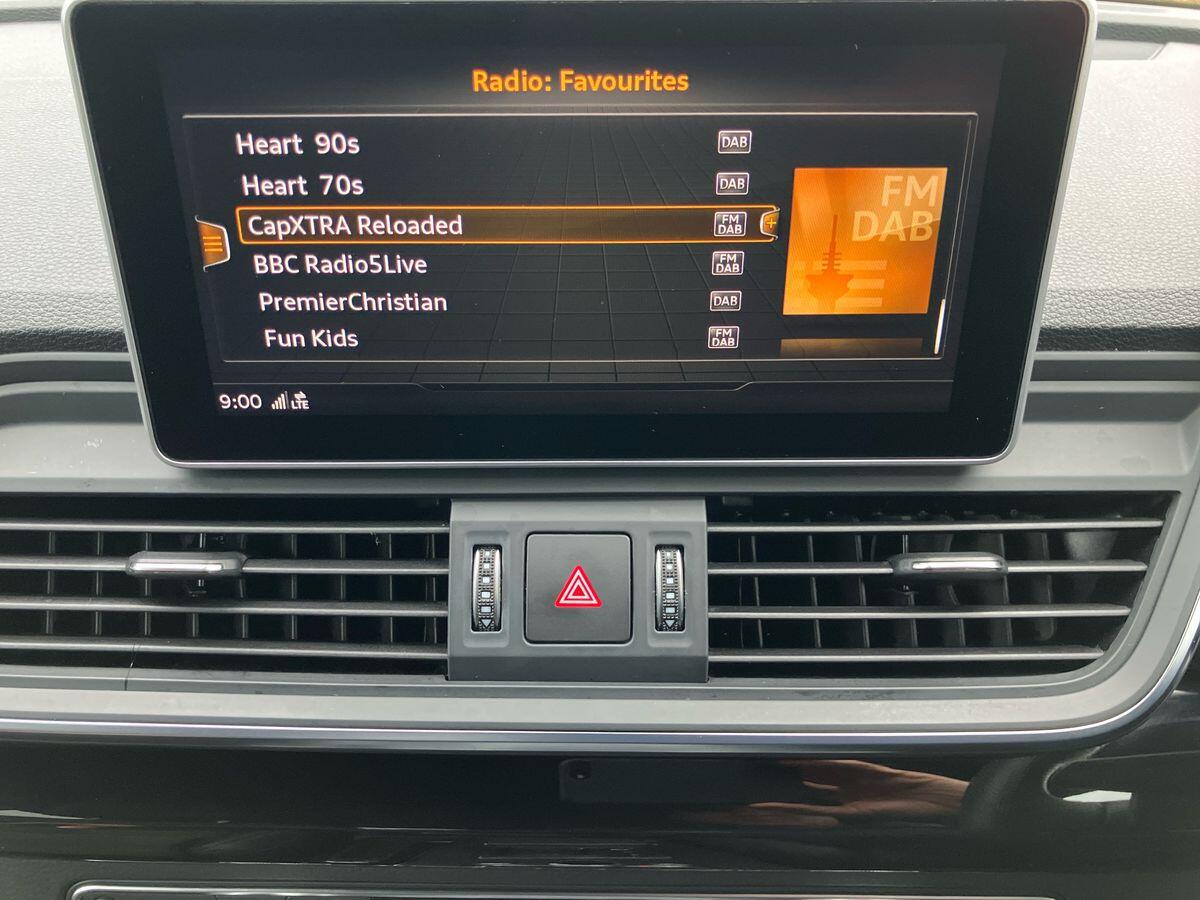 Radio: Favourites
Heart 90s DAB
Heart 70s DAB
CapXTRA Reloaded FM DAB
BBC Radio5Live FM DAB
PremierChristian DAB
Fun Kids FM DAB
FM
DAB
9:00 LTE